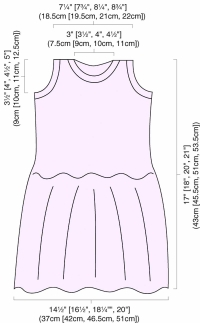 7¼" [7¾", 8¼", 8¾"]
(18.5cm [19.5cm, 21cm, 22cm])
3" [3½", 4", 4½"]
(7.5cm [9cm, 10cm, 11cm])
3½" [4", 4½", 5"]
(9cm [10cm, 11cm, 12.5cm])
17" [18", 20", 21"]
(43cm [45.5cm, 51cm, 53.5cm)
14½" [16½", 18¼"", 20"]
(37cm [42cm, 46.5cm, 51cm])